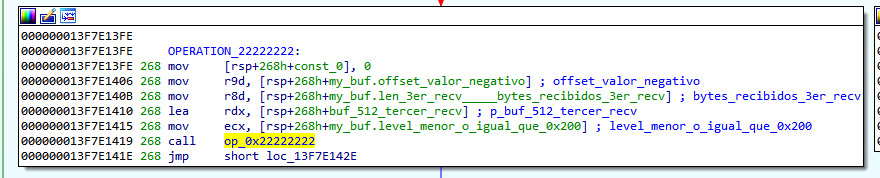 000000013F7E13FE
000000013F7E13FE OPERATION_22222222:
000000013F7E13FE 268 mov [rsp+268h+const_0], 0
000000013F7E1406 268 mov r9d, [rsp+268h+my_buf.offset_valor_negativo] ; offset_valor_negativo
000000013F7E140B 268 mov r8d, [rsp+268h+my_buf.len_3er_recv_____bytes_recibidos_3er_recv] ; bytes_recibidos_3er_recv
000000013F7E1410 268 lea rdx, [rsp+268h+buf_512_tercer_recv] ; p_buf_512_tercer_recv
000000013F7E1415 268 mov ecx, [rsp+268h+my_buf.level_menor_o_igual_que_0x200] ; level_menor_o_igual_que_0x200
000000013F7E1419 268 call op_0x22222222
000000013F7E141E 268 jmp short loc_13F7E142E